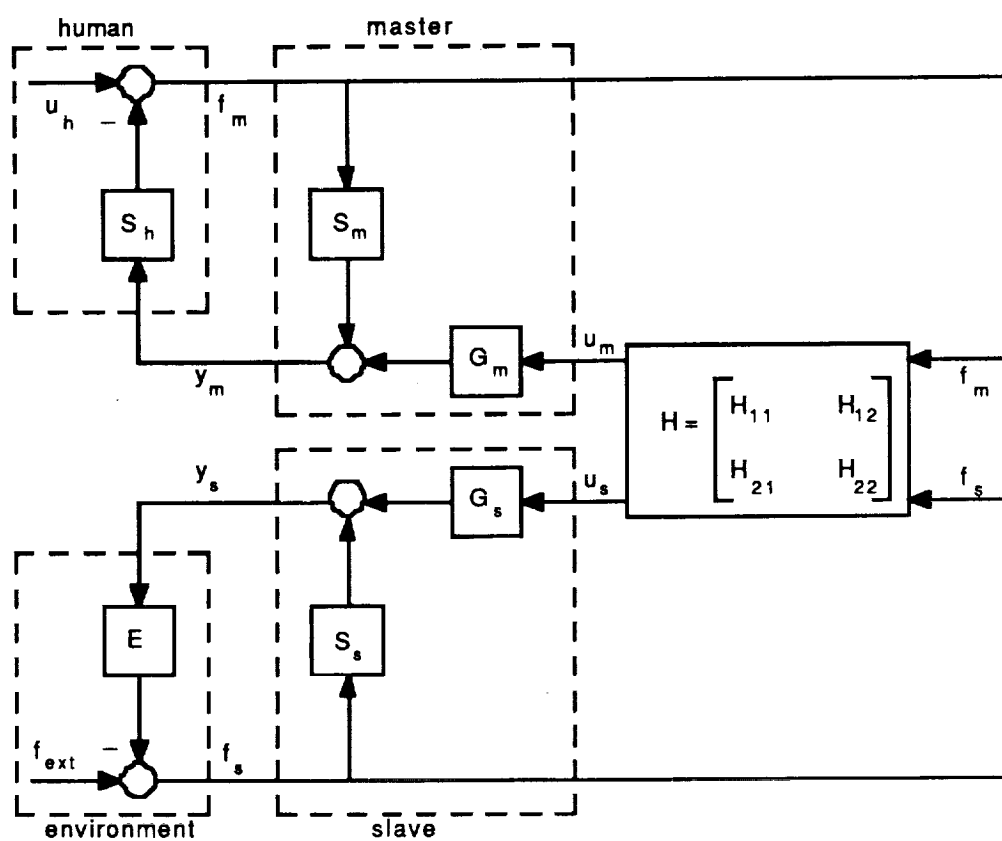 human
master
u_h
−
f_m
S_h
S_m
G_m
u_m
y_m
f_m
H = [ H_11 H_12
H_21 H_22 ]
y_s
G_s
u_s
f_s
E
S_s
f_ext
−
f_s
environment
slave